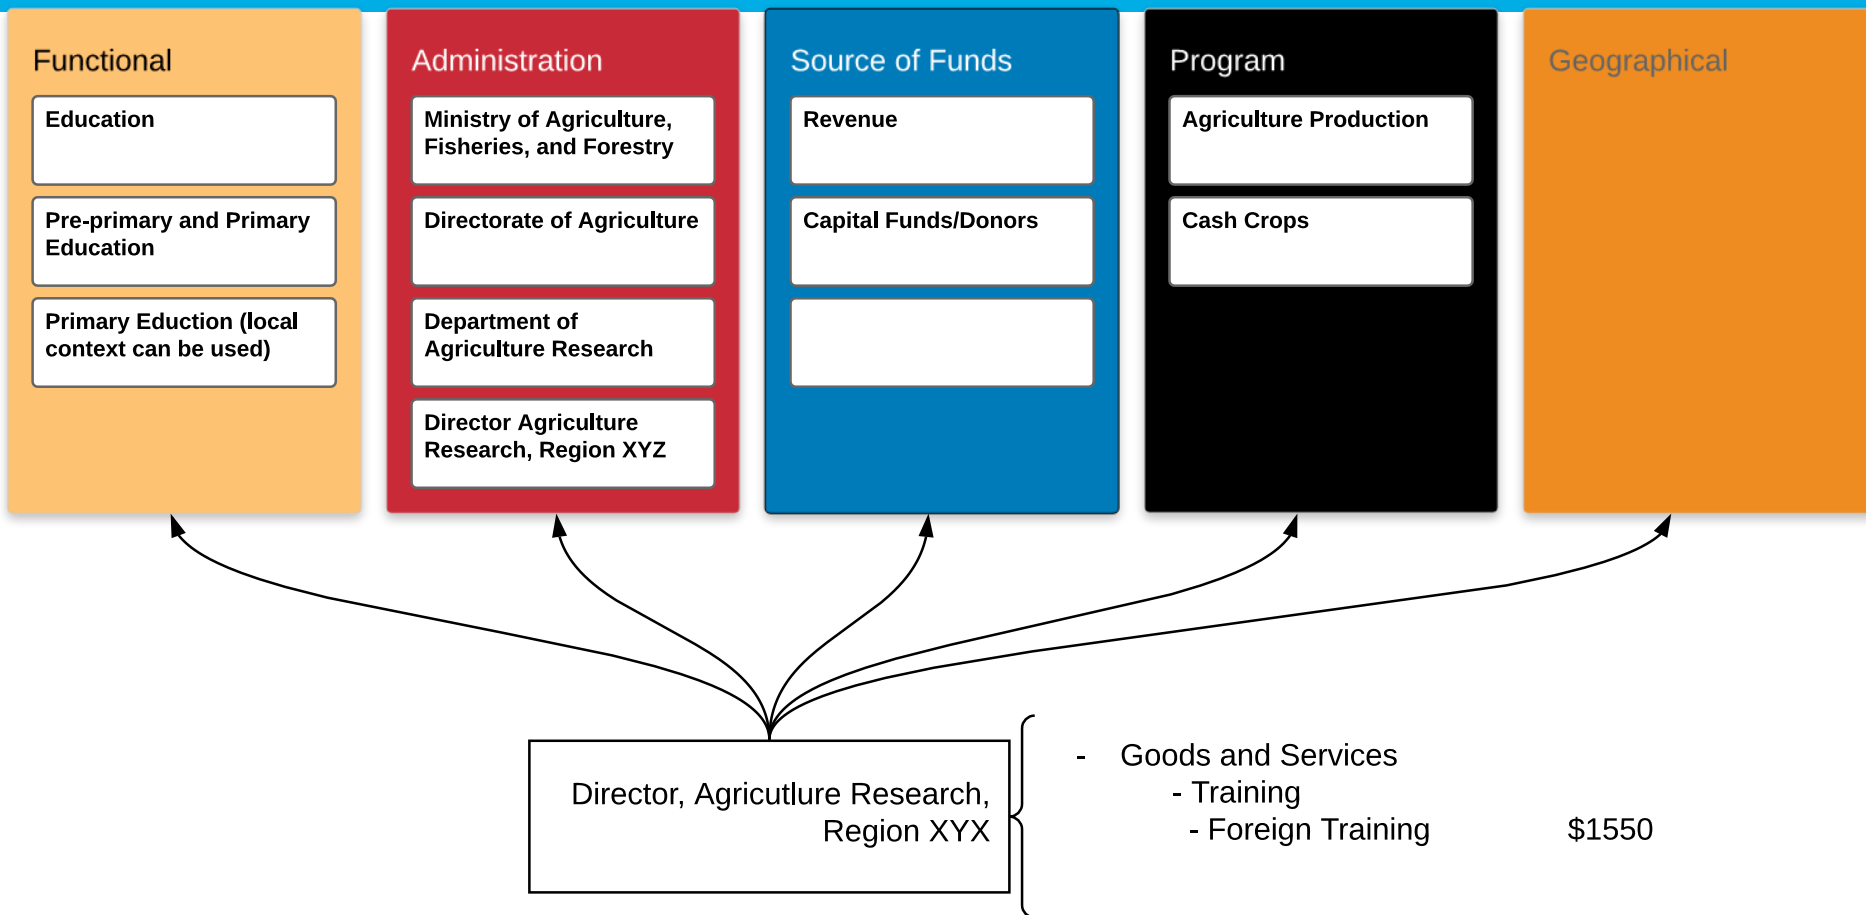 Functional
Education
Pre-primary and Primary
Education
Primary Eduction (local
context can be used)
Administration
Ministry of Agriculture,
Fisheries, and Forestry
Directorate of Agriculture
Department of
Agriculture Research
Director Agriculture
Research, Region XYZ
Source of Funds
Revenue
Capital Funds/Donors
Program
Agriculture Production
Cash Crops
Geographical
Director, Agricutlure Research,
Region XYX
- Goods and Services
- Training
- Foreign Training $1550